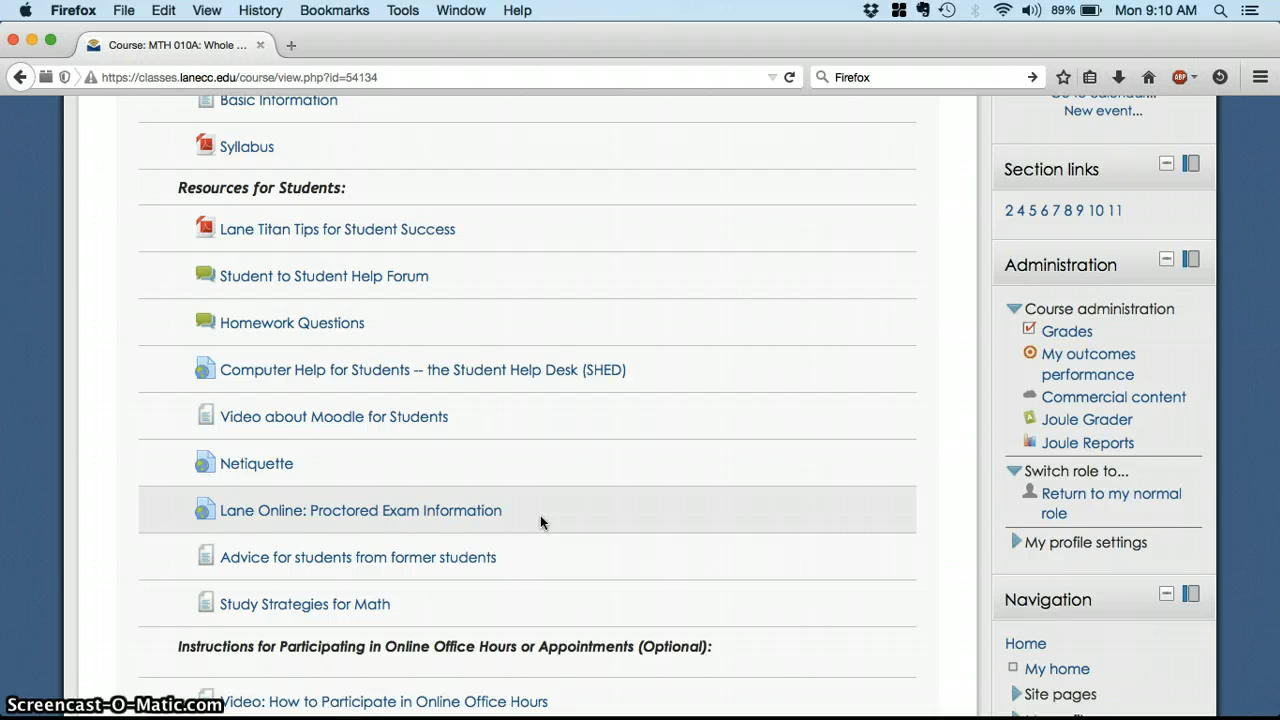 Firefox File Edit View History Bookmarks Tools Window Help 89% Mon 9:10 AM
Course: MTH 010A: Whole ...
https://classes.lanecc.edu/course/view.php?id=54134 Firefox ABP
Basic Information
Syllabus
Resources for Students:
Lane Titan Tips for Student Success
Student to Student Help Forum
Homework Questions
Computer Help for Students -- the Student Help Desk (SHED)
Video about Moodle for Students
Netiquette
Lane Online: Proctored Exam Information
Advice for students from former students
Study Strategies for Math
Instructions for Participating in Online Office Hours or Appointments (Optional):
Video: How to Participate in Online Office Hours
New event...
Section links
2 4 5 6 7 8 9 10 11
Administration
Course administration
Grades
My outcomes
performance
Commercial content
Joule Grader
Joule Reports
Switch role to...
Return to my normal
role
My profile settings
Navigation
Home
My home
Site pages
Screencast-O-Matic.com